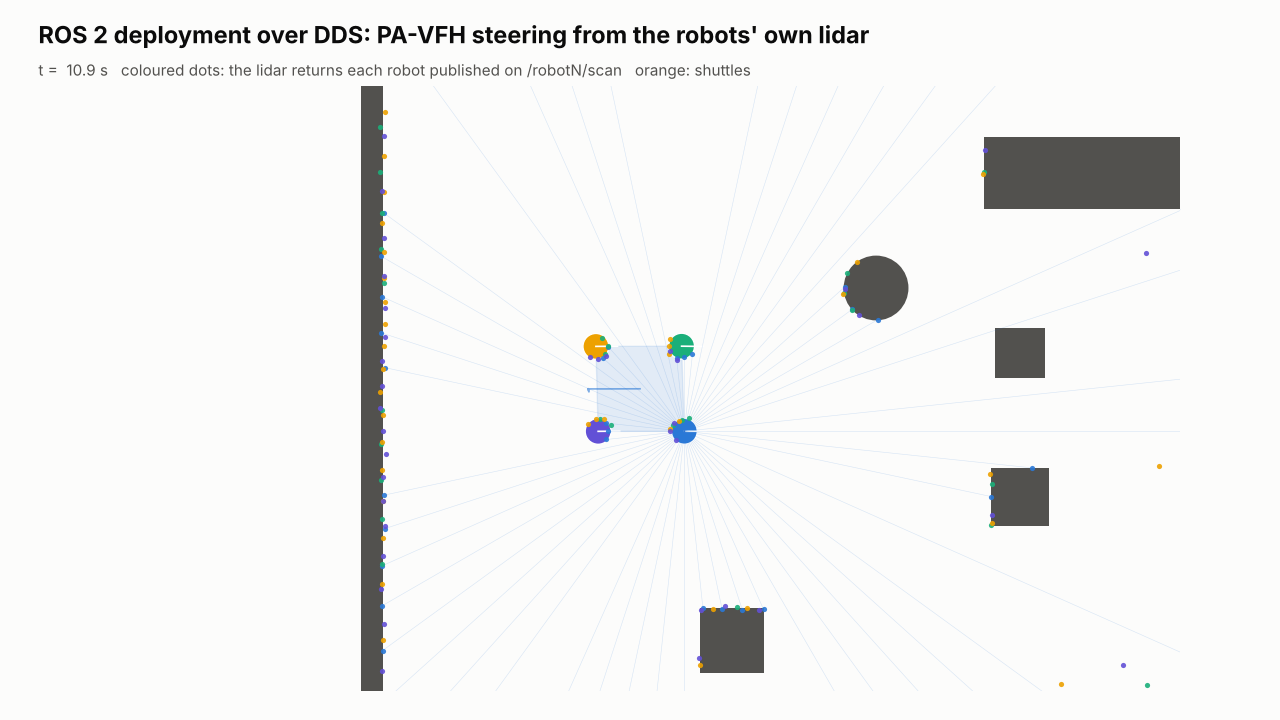 ROS 2 deployment over DDS: PA-VFH steering from the robots' own lidar
t =  10.9 s   coloured dots: the lidar returns each robot published on /robotN/scan   orange: shuttles